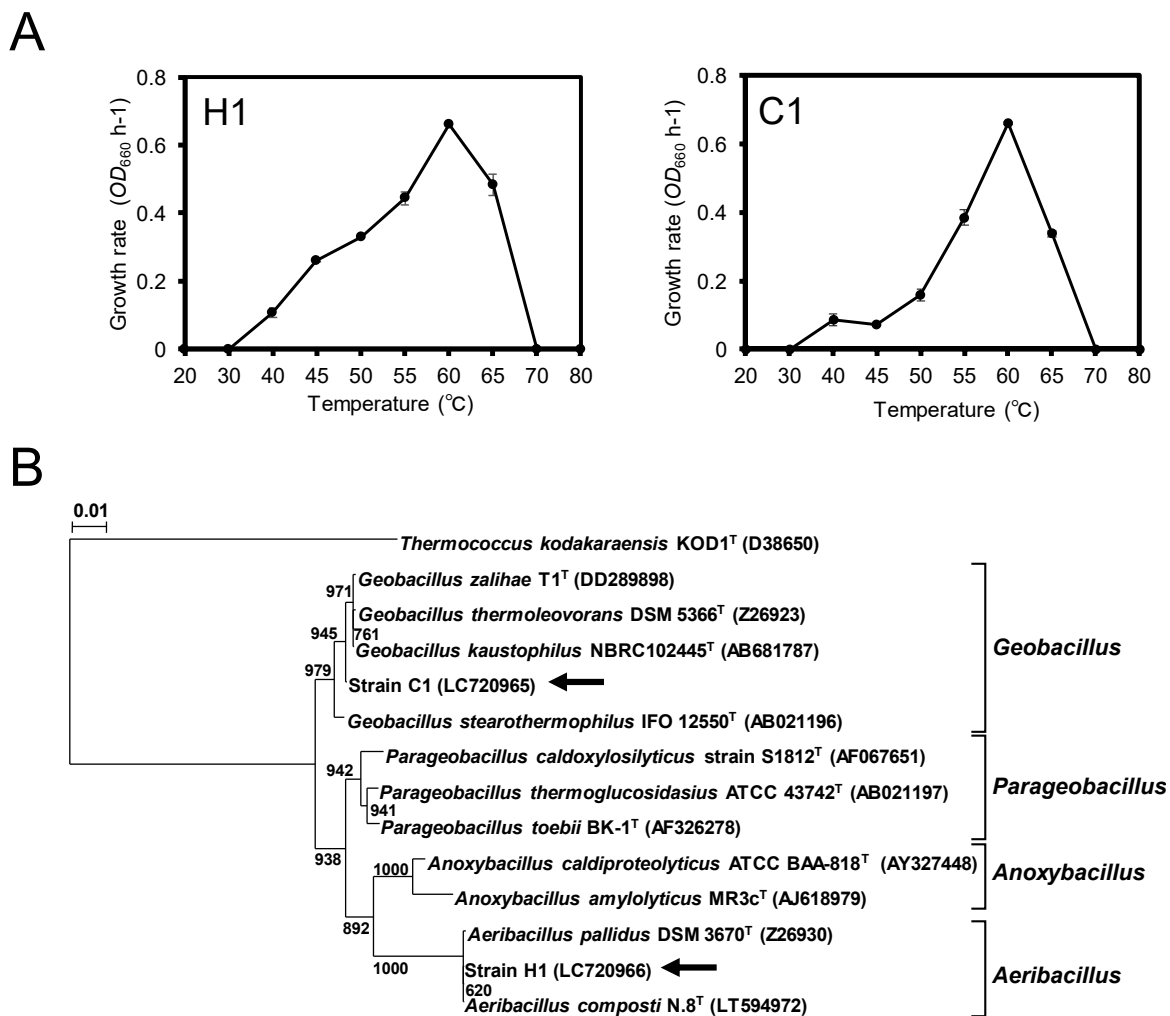 A
H1
Growth rate (OD660 h-1)
0.8
0.6
0.4
0.2
0
20 30 40 45 50 55 60 65 70 80
Temperature (℃)
C1
Growth rate (OD660 h-1)
0.8
0.6
0.4
0.2
0
20 30 40 45 50 55 60 65 70 80
Temperature (℃)
B
0.01
Thermococcus kodakaraensis KOD1ᵀ (D38650)
Geobacillus zalihae T1ᵀ (DD289898)
971
Geobacillus thermoleovorans DSM 5366ᵀ (Z26923)
945
761
Geobacillus kaustophilus NBRC102445ᵀ (AB681787)
Geobacillus
979
Strain C1 (LC720965)
Geobacillus stearothermophilus IFO 12550ᵀ (AB021196)
Parageobacillus caldoxylosilyticus strain S1812ᵀ (AF067651)
942
Parageobacillus thermoglucosidasius ATCC 43742ᵀ (AB021197)
Parageobacillus
941
Parageobacillus toebii BK-1ᵀ (AF326278)
938
Anoxybacillus caldiproteolyticus ATCC BAA-818ᵀ (AY327448)
1000
Anoxybacillus
Anoxybacillus amylolyticus MR3cᵀ (AJ618979)
892
Aeribacillus pallidus DSM 3670ᵀ (Z26930)
1000
Strain H1 (LC720966)
Aeribacillus
620
Aeribacillus composti N.8ᵀ (LT594972)